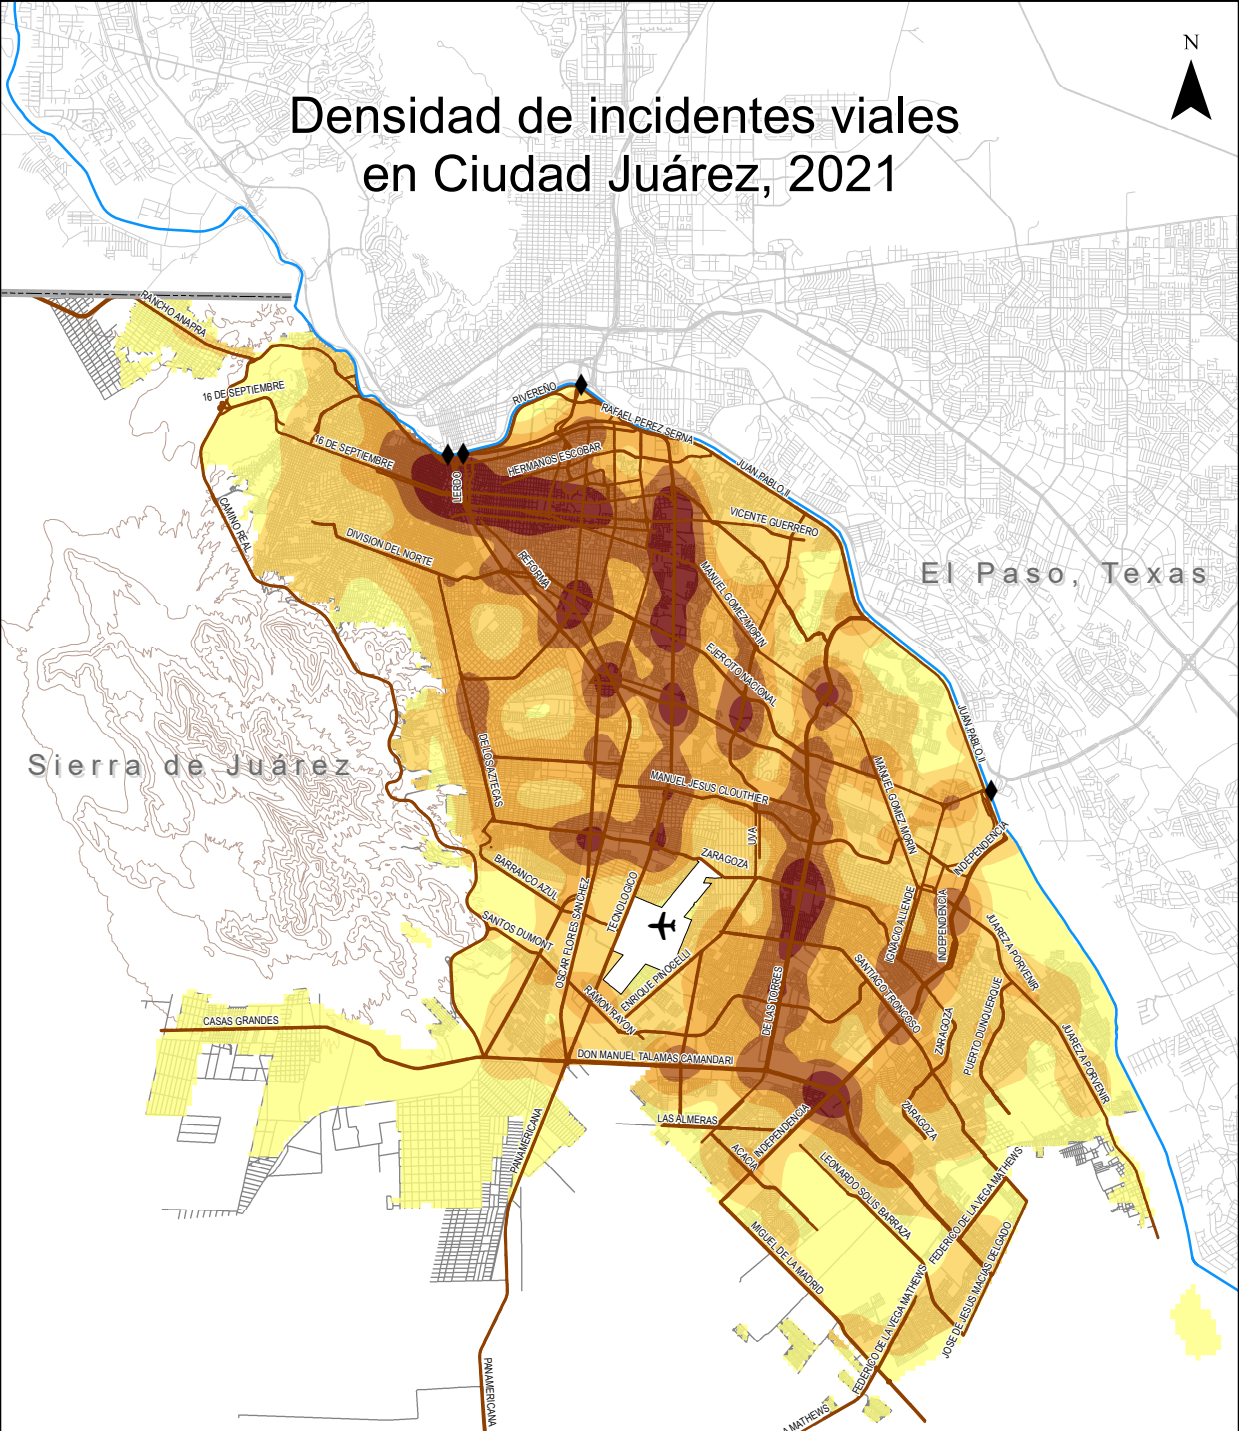 N
Densidad de incidentes viales
en Ciudad Juárez, 2021
RANCHO ANAPRA
16 DE SEPTIEMBRE
RIVEREÑO
RAFAEL PEREZ SERNA
16 DE SEPTIEMBRE
HERMANOS ESCOBAR
LERDO
JUAN PABLO II
CAMINO REAL
DIVISION DEL NORTE
VICENTE GUERRERO
REFORMA
MANUEL GOMEZ MORIN
El Paso, Texas
EJERCITO NACIONAL
JUAN PABLO II
Sierra de Juárez
DE LOS AZTECAS
MANUEL JESUS CLOUTHIER
MANUEL GOMEZ MORIN
UVA
INDEPENDENCIA
ZARAGOZA
BARRANCO AZUL
TECNOLOGICO
OSCAR FLORES SANCHEZ
SANTOS DUMONT
IGNACIO ALLENDE
INDEPENDENCIA
JUAREZ A PORVENIR
ENRIQUE PINOCELLI
SANTIAGO TRONCOSO
RAMON RAYON
DE LAS TORRES
CASAS GRANDES
ZARAGOZA
PUERTO DUNQUERQUE
JUAREZ A PORVENIR
DON MANUEL TALAMAS CAMANDARI
LAS ALMERAS
ZARAGOZA
PANAMERICANA
ACACIA
INDEPENDENCIA
LEONARDO SOLIS BARRAZA
FEDERICO DE LA VEGA MATHEWS
MIGUEL DE LA MADRID
JOSE DE JESUS MACIAS DELGADO
FEDERICO DE LA VEGA MATHEWS
PANAMERICANA
A MATHEWS